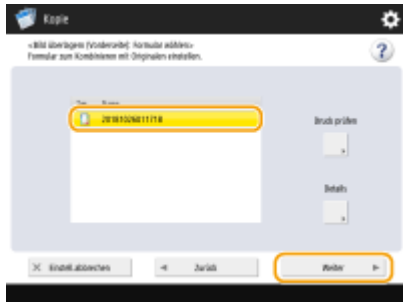 Kopie
<Bild überlagern (Vorderseite): Formular wählen>
Formular zum Kombinieren mit Originalen einstellen.
?
Typ Name
20181026011718
Druck prüfen
Details
Einstell. abbrechen
Zurück
Weiter